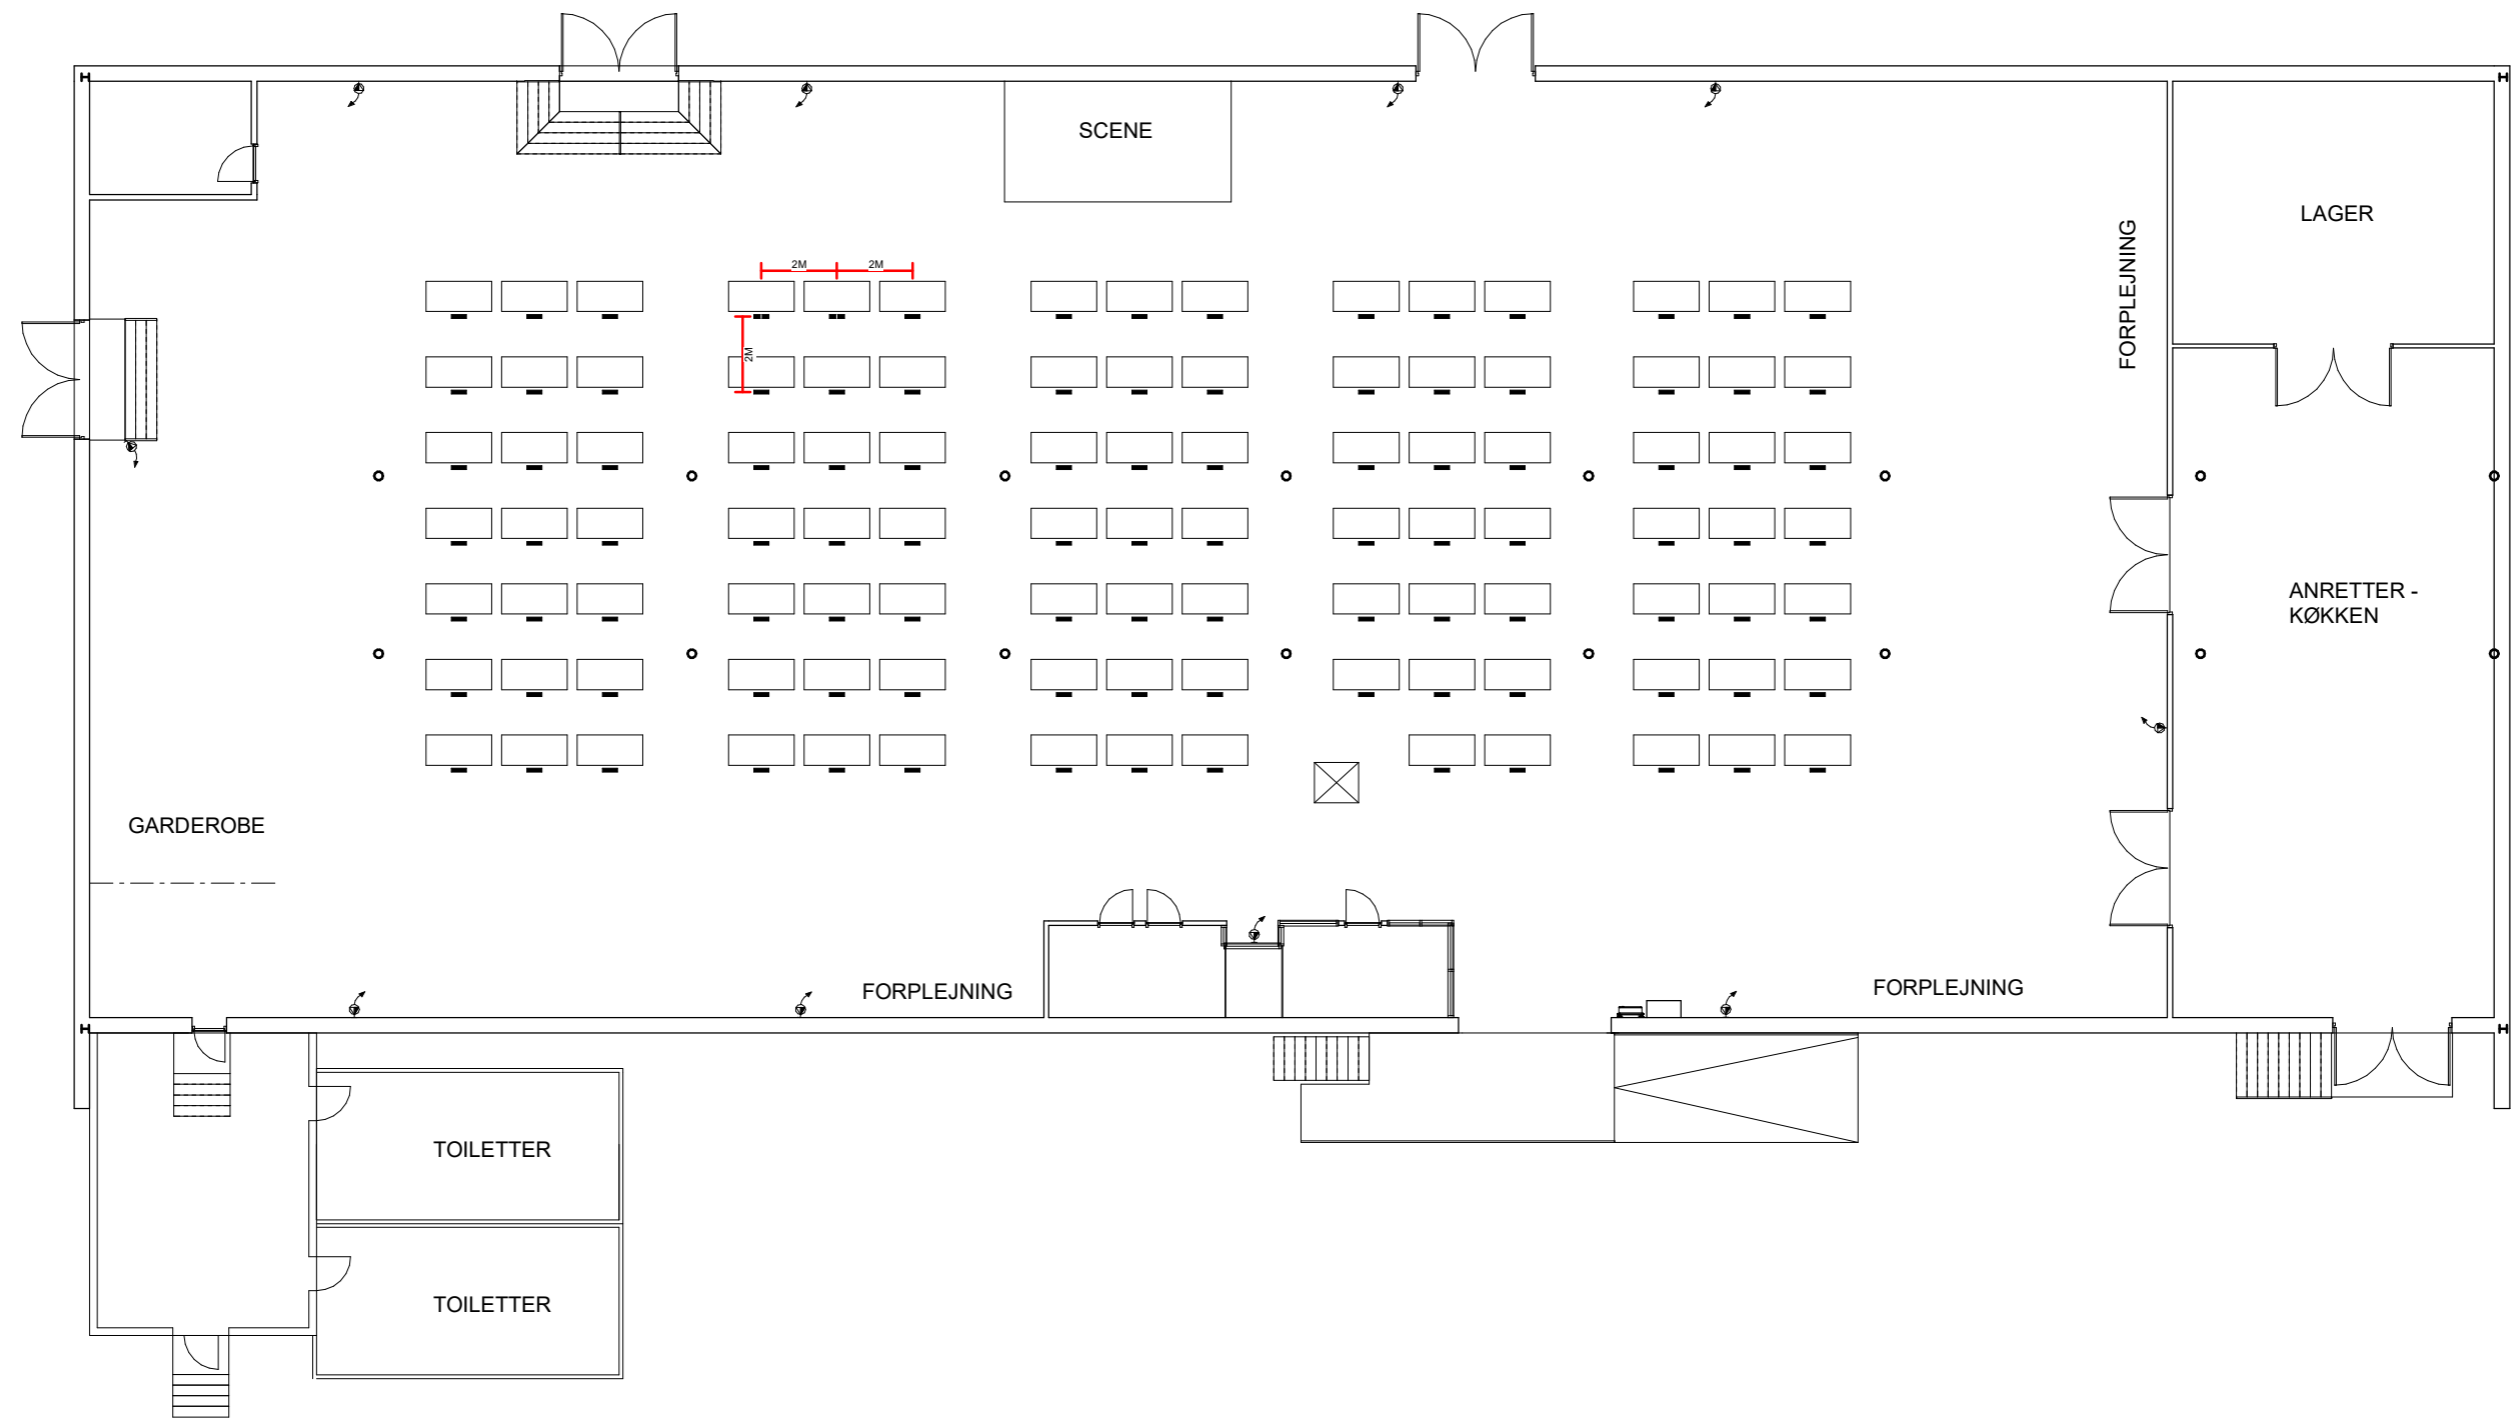 SCENE
LAGER
FORPLEJNING
2M
2M
2M
ANRETTER -
KØKKEN
GARDEROBE
FORPLEJNING
FORPLEJNING
TOILETTER
TOILETTER